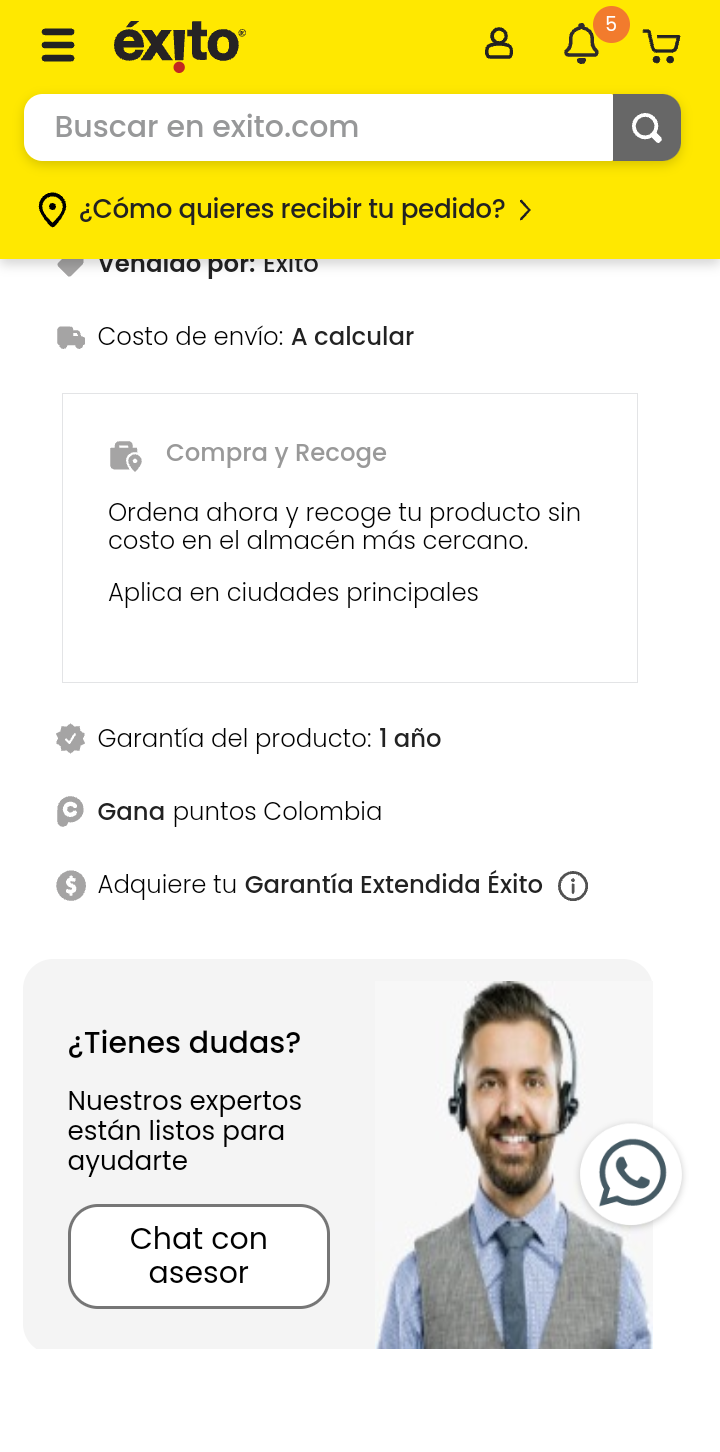 éxito®
5
Buscar en exito.com
¿Cómo quieres recibir tu pedido?
Vendido por: Exito
Costo de envío: A calcular
Compra y Recoge
Ordena ahora y recoge tu producto sin
costo en el almacén más cercano.
Aplica en ciudades principales
Garantía del producto: 1 año
Gana puntos Colombia
Adquiere tu Garantía Extendida Éxito
¿Tienes dudas?
Nuestros expertos
están listos para
ayudarte
Chat con
asesor